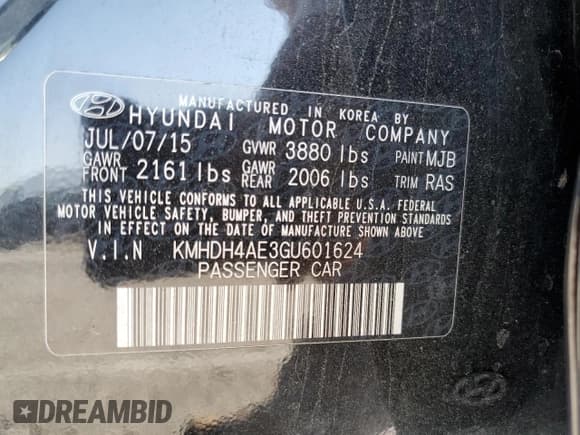 MANUFACTURED IN KOREA BY
HYUNDAI MOTOR COMPANY
JUL/07/15 GVWR 3880 lbs PAINT MJB
GAWR FRONT 2161 lbs GAWR REAR 2006 lbs TRIM RAS
THIS VEHICLE CONFORMS TO ALL APPLICABLE U.S.A. FEDERAL
MOTOR VEHICLE SAFETY, BUMPER, AND THEFT PREVENTION STANDARDS
IN EFFECT ON THE DATE OF MANUFACTURE SHOWN ABOVE.
V.I.N KMHDH4AE3GU601624
PASSENGER CAR
DREAMBID